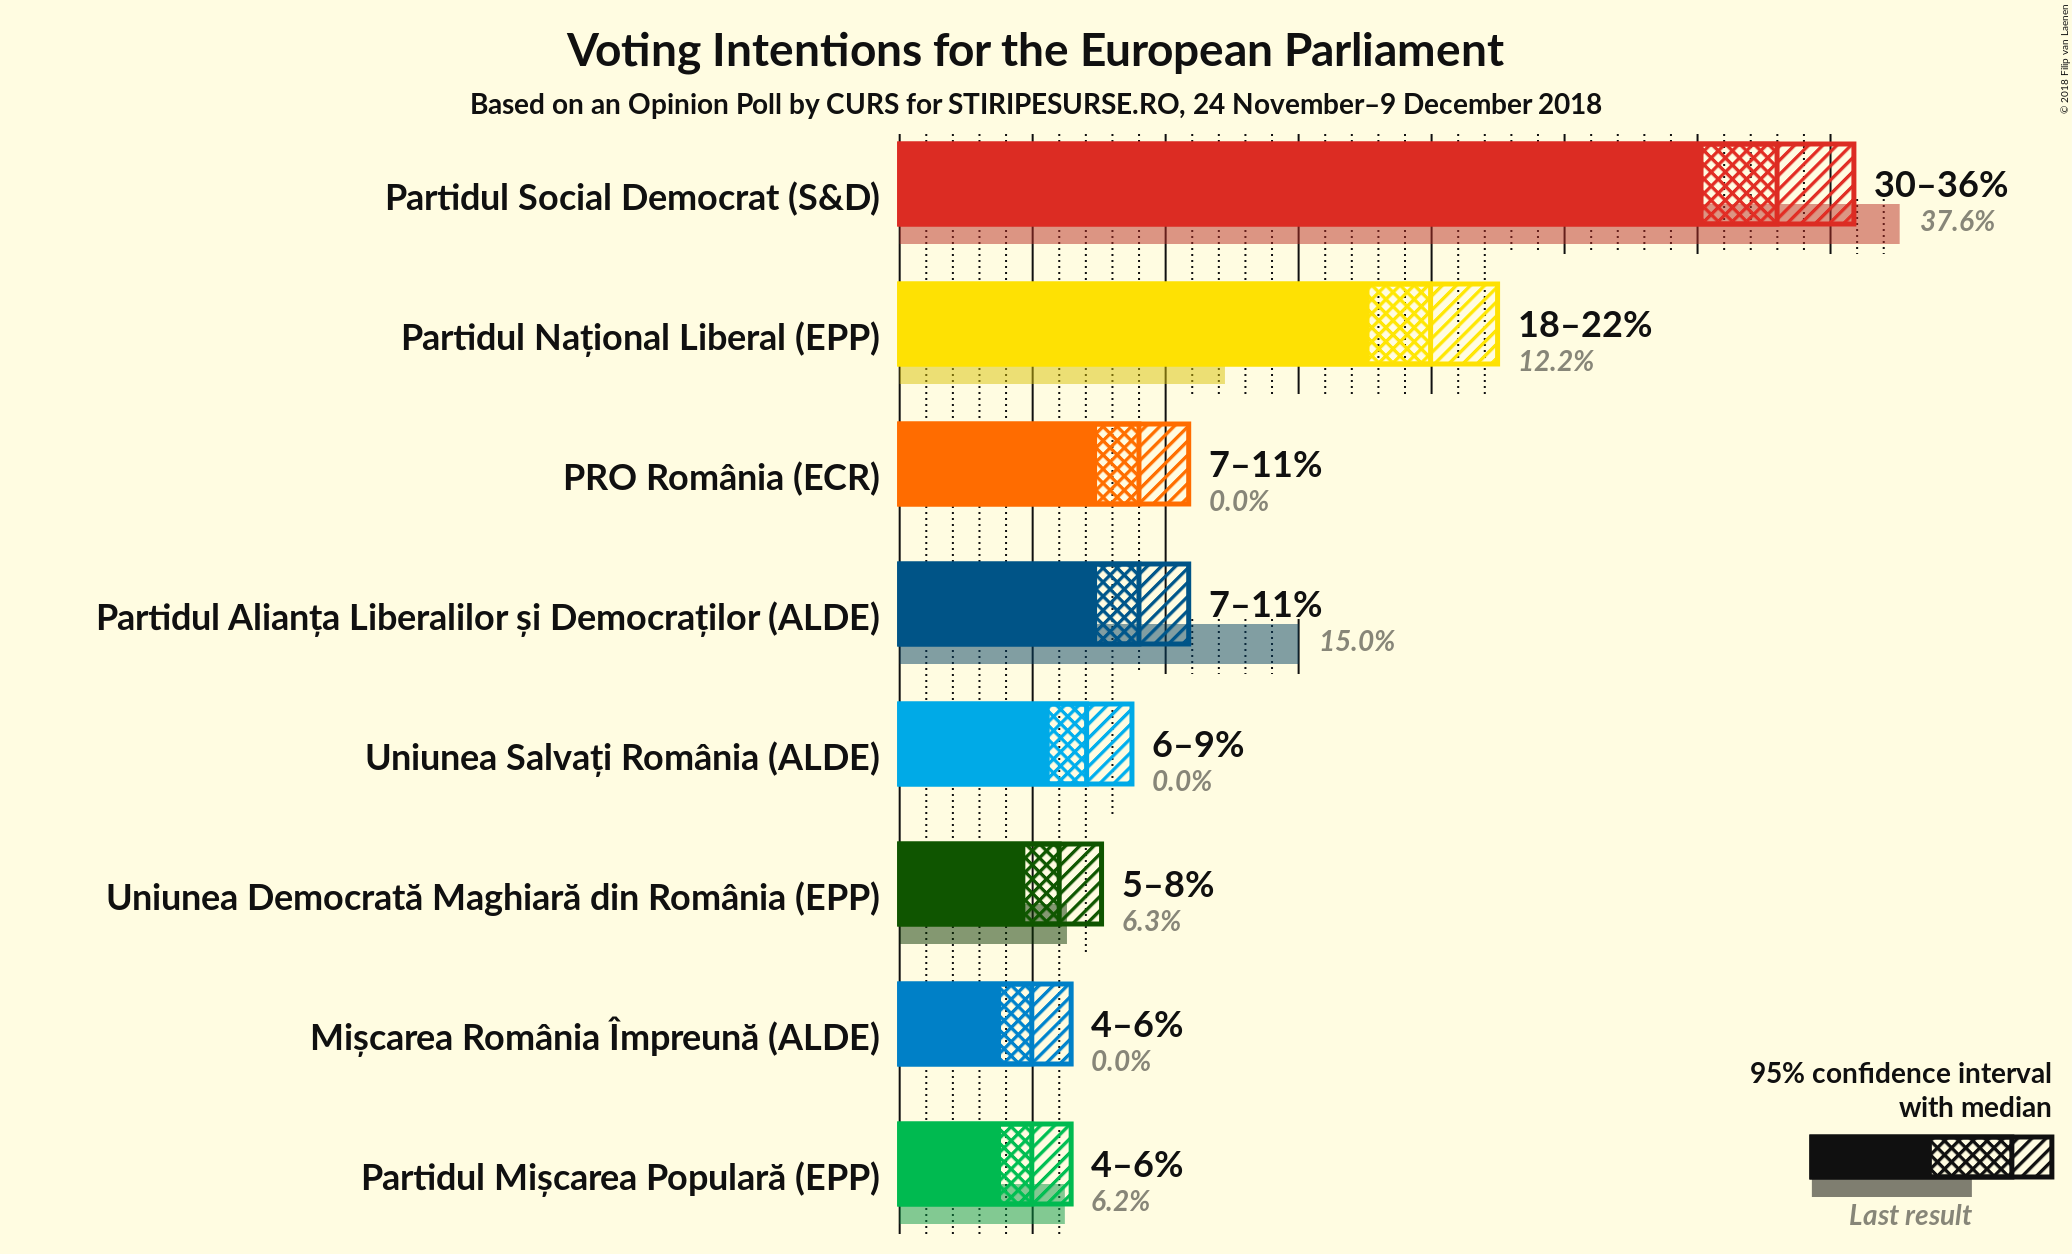 © 2018 Filip van Laenen
Voting Intentions for the European Parliament
Based on an Opinion Poll by CURS for STIRIPESURSE.RO, 24 November–9 December 2018
Partidul Social Democrat (S&D)
30–36%
37.6%
Partidul Național Liberal (EPP)
18–22%
12.2%
PRO România (ECR)
7–11%
0.0%
Partidul Alianța Liberalilor și Democraților (ALDE)
7–11%
15.0%
Uniunea Salvați România (ALDE)
6–9%
0.0%
Uniunea Democrată Maghiară din România (EPP)
5–8%
6.3%
Mișcarea România Împreună (ALDE)
4–6%
0.0%
Partidul Mișcarea Populară (EPP)
4–6%
6.2%
95% confidence interval
with median
Last result